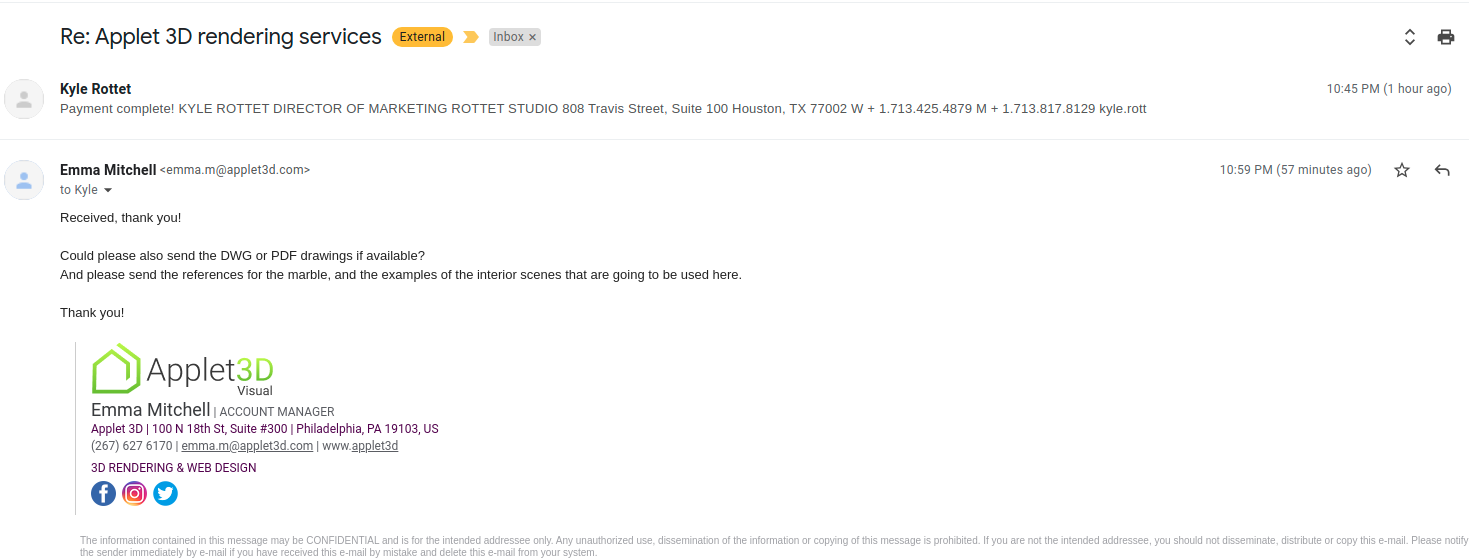 Re: Applet 3D rendering services External Inbox ×
Kyle Rottet 10:45 PM (1 hour ago)
Payment complete! KYLE ROTTET DIRECTOR OF MARKETING ROTTET STUDIO 808 Travis Street, Suite 100 Houston, TX 77002 W + 1.713.425.4879 M + 1.713.817.8129 kyle.rott
Emma Mitchell <emma.m@applet3d.com> 10:59 PM (57 minutes ago)
to Kyle
Received, thank you!
Could please also send the DWG or PDF drawings if available?
And please send the references for the marble, and the examples of the interior scenes that are going to be used here.
Thank you!
Applet3D
Visual
Emma Mitchell | ACCOUNT MANAGER
Applet 3D | 100 N 18th St, Suite #300 | Philadelphia, PA 19103, US
(267) 627 6170 | emma.m@applet3d.com | www.applet3d
3D RENDERING & WEB DESIGN
The information contained in this message may be CONFIDENTIAL and is for the intended addressee only. Any unauthorized use, dissemination of the information or copying of this message is prohibited. If you are not the intended addressee, you should not disseminate, distribute or copy this e-mail. Please notify
the sender immediately by e-mail if you have received this e-mail by mistake and delete this e-mail from your system.